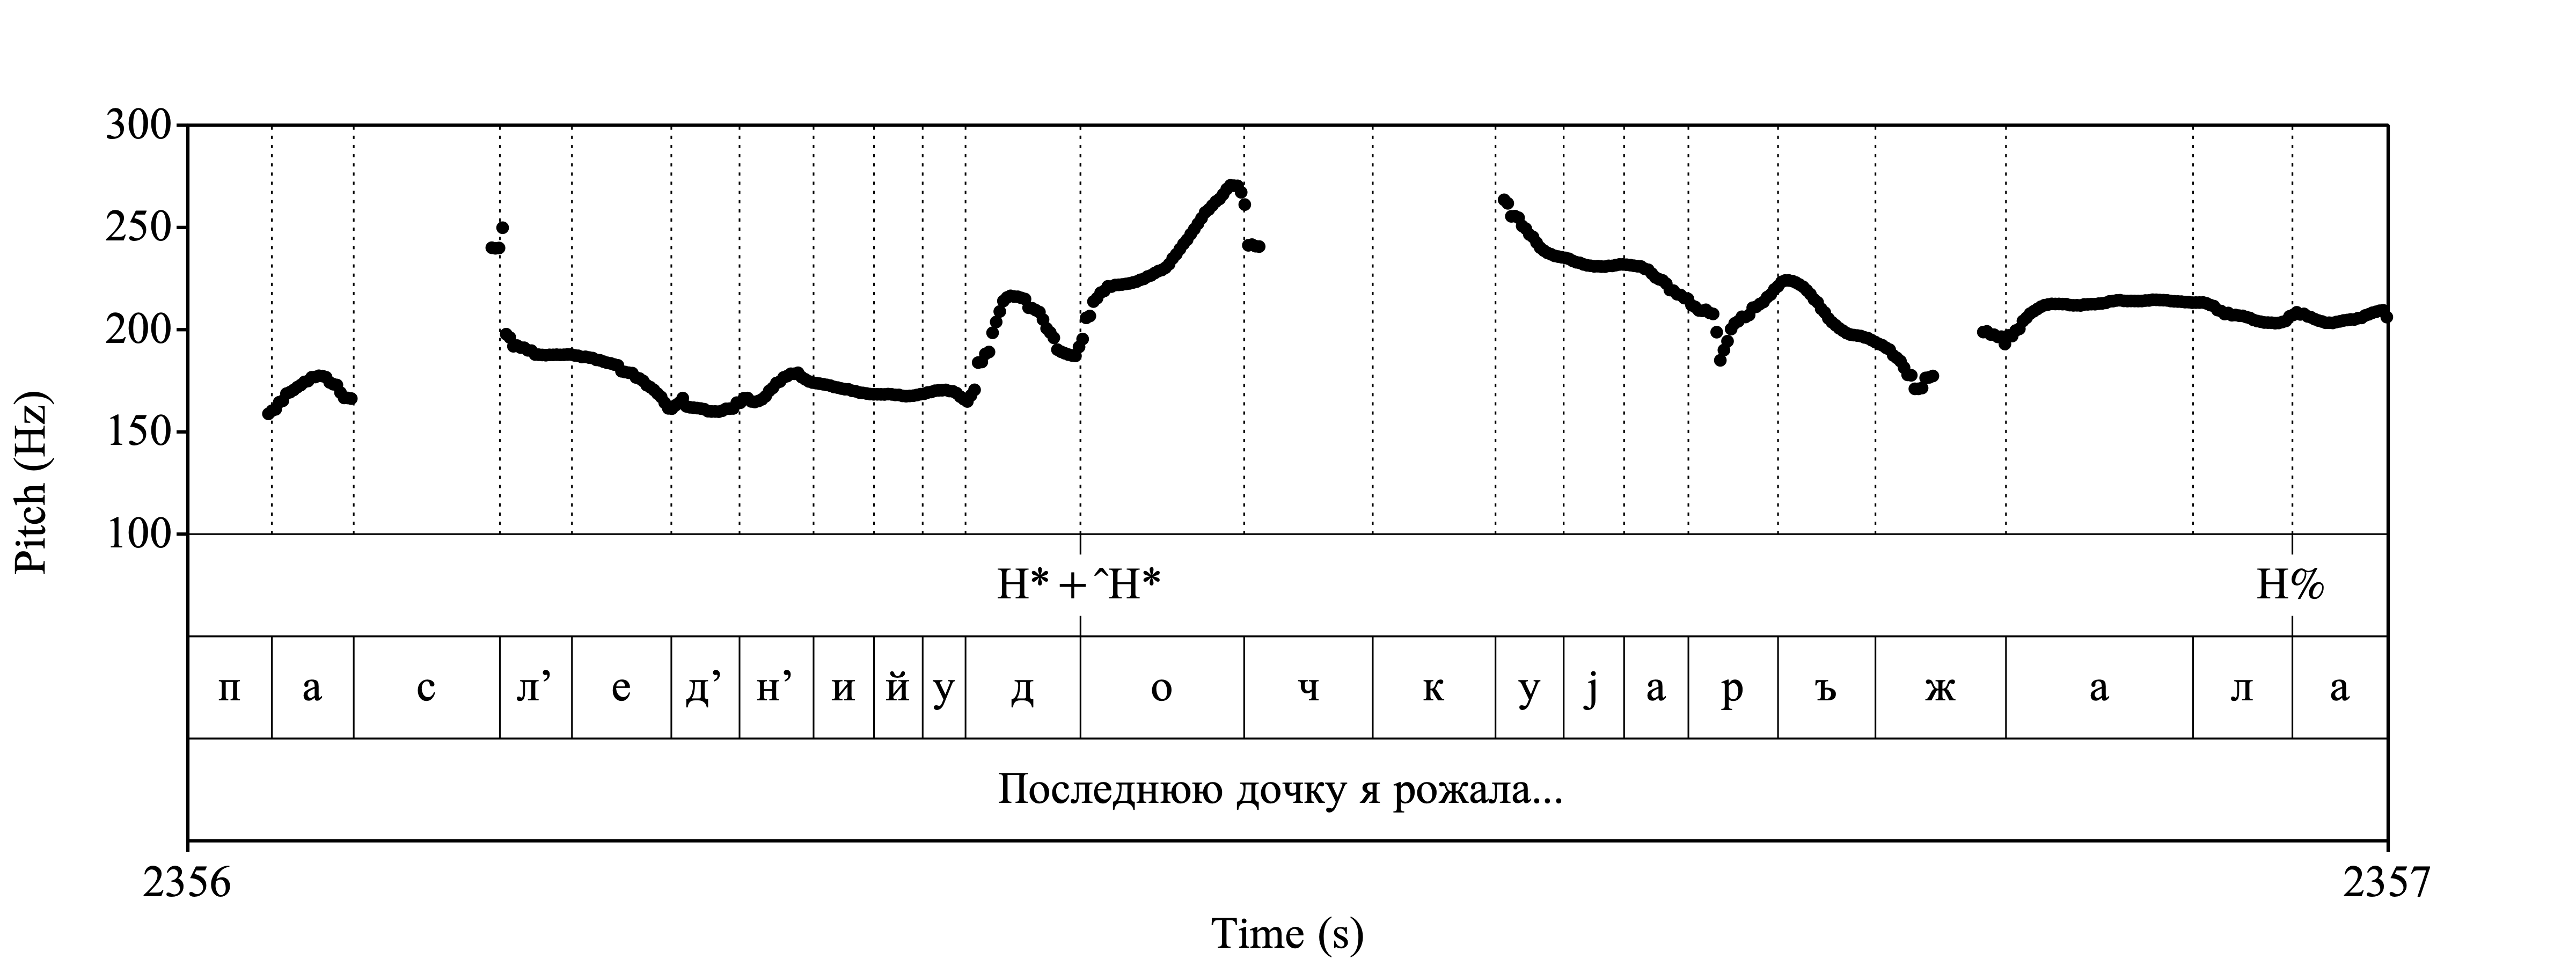 300
250
200
150
100
Pitch (Hz)
H* + ˆH* H%
п а с л’ е д’ н’ и й у д о ч к у j а р ъ ж а л а
Последнюю дочку я рожала...
2356 2357
Time (s)